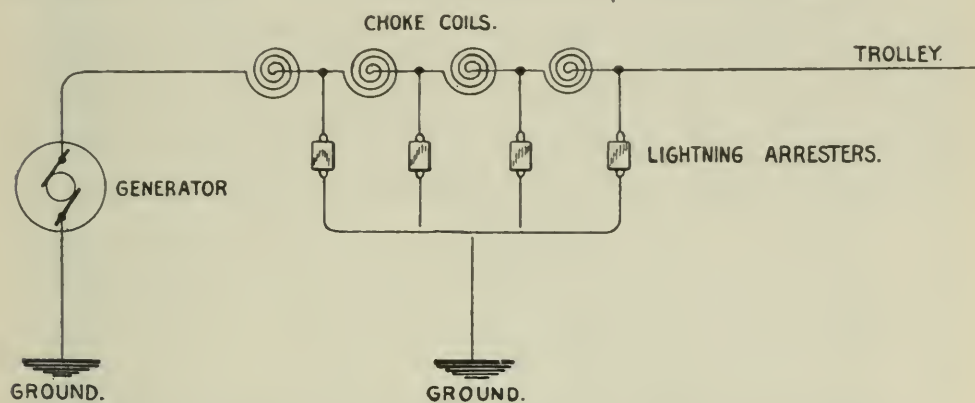 CHOKE COILS.
TROLLEY.
GENERATOR
LIGHTNING ARRESTERS.
GROUND.
GROUND.